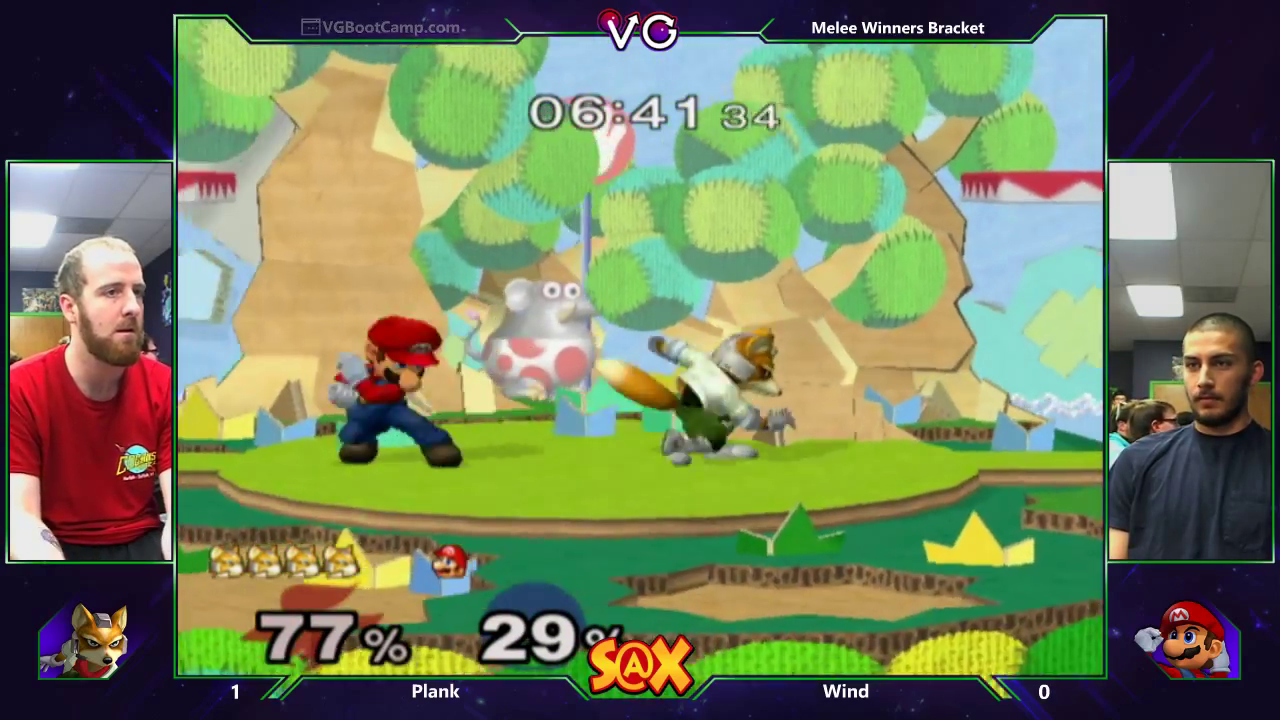 VGBootCamp.com
VG
Melee Winners Bracket
06:41 34
77%
29%
S@X
1
Plank
Wind
0